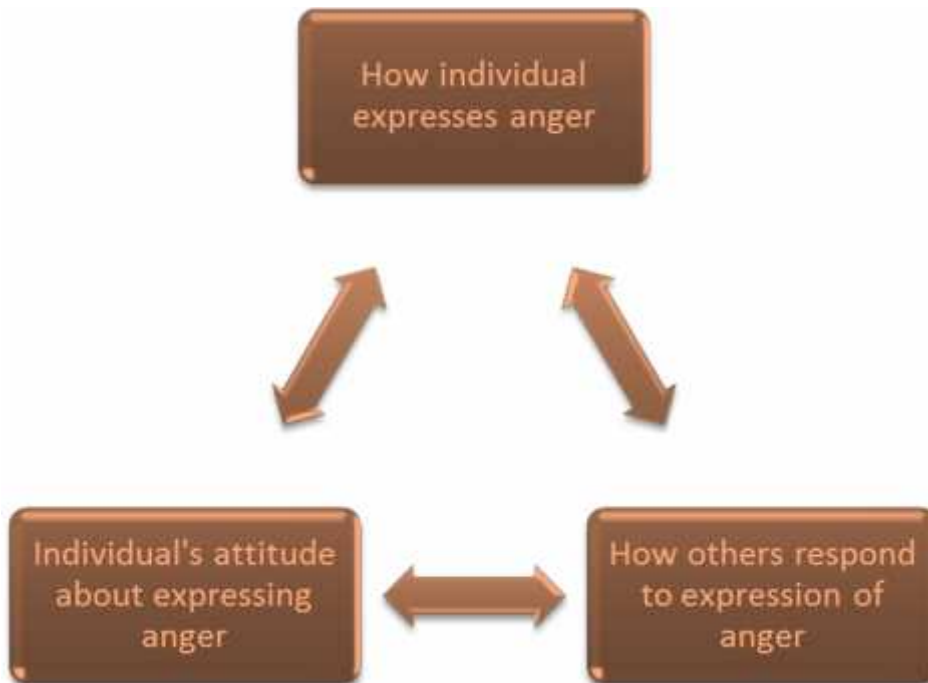 How individual
expresses anger
Individual's attitude
about expressing
anger
How others respond
to expression of
anger